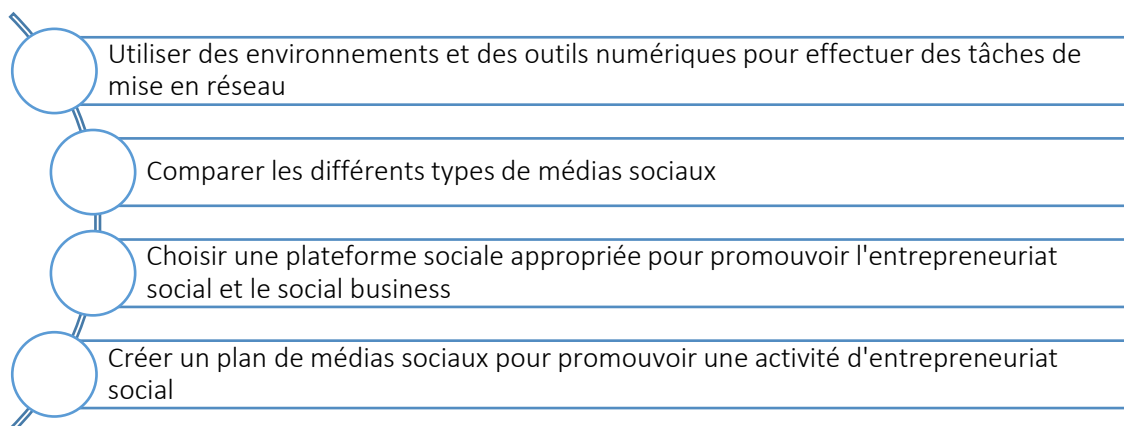 Utiliser des environnements et des outils numériques pour effectuer des tâches de
mise en réseau
Comparer les différents types de médias sociaux
Choisir une plateforme sociale appropriée pour promouvoir l'entrepreneuriat
social et le social business
Créer un plan de médias sociaux pour promouvoir une activité d'entrepreneuriat
social